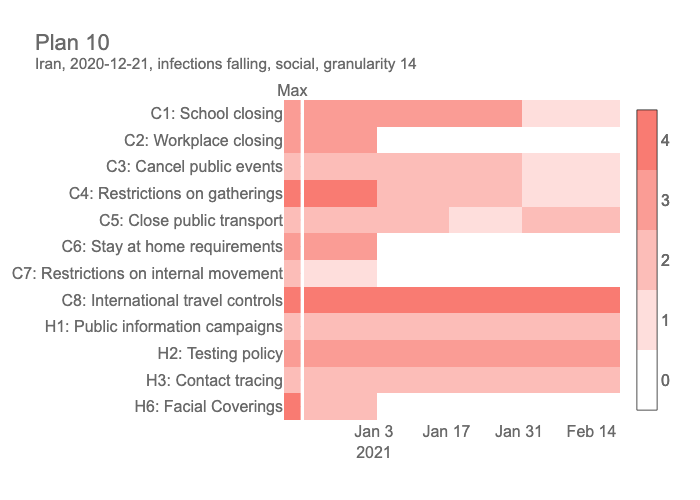 Plan 10
Iran, 2020-12-21, infections falling, social, granularity 14
Max
C1: School closing
C2: Workplace closing
C3: Cancel public events
C4: Restrictions on gatherings
C5: Close public transport
C6: Stay at home requirements
C7: Restrictions on internal movement
C8: International travel controls
H1: Public information campaigns
H2: Testing policy
H3: Contact tracing
H6: Facial Coverings
Jan 3 Jan 17 Jan 31 Feb 14
2021
4
3
2
1
0